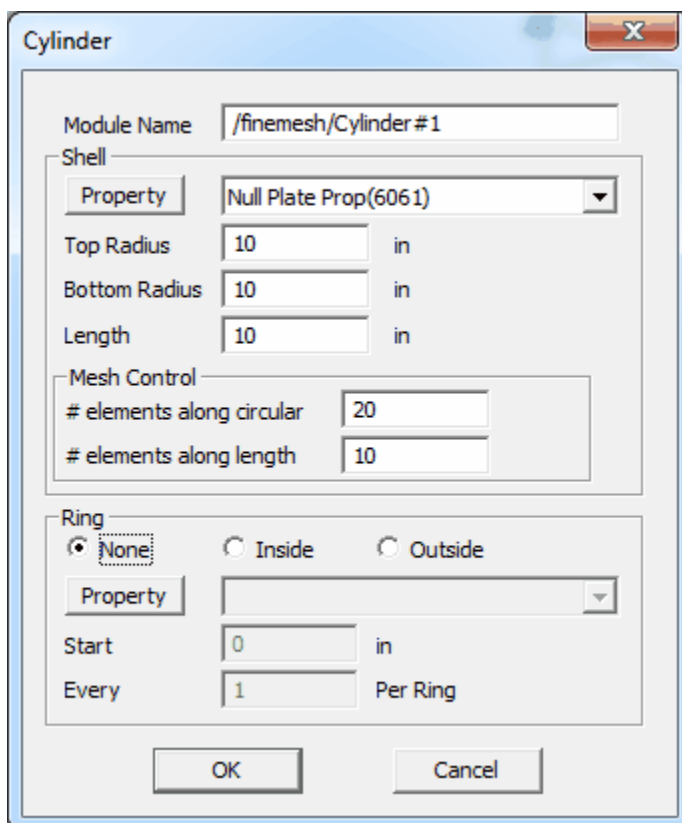 Cylinder
Module Name /finemesh/Cylinder#1
Shell
Property Null Plate Prop(6061)
Top Radius 10 in
Bottom Radius 10 in
Length 10 in
Mesh Control
# elements along circular 20
# elements along length 10
Ring
None Inside Outside
Property
Start 0 in
Every 1 Per Ring
OK Cancel